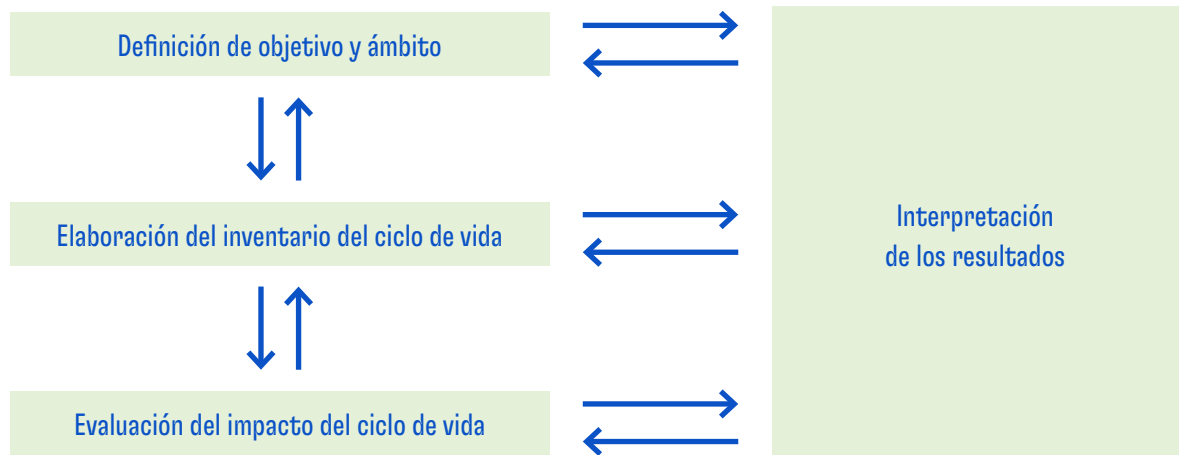 Definición de objetivo y ámbito
Elaboración del inventario del ciclo de vida
Interpretación
de los resultados
Evaluación del impacto del ciclo de vida